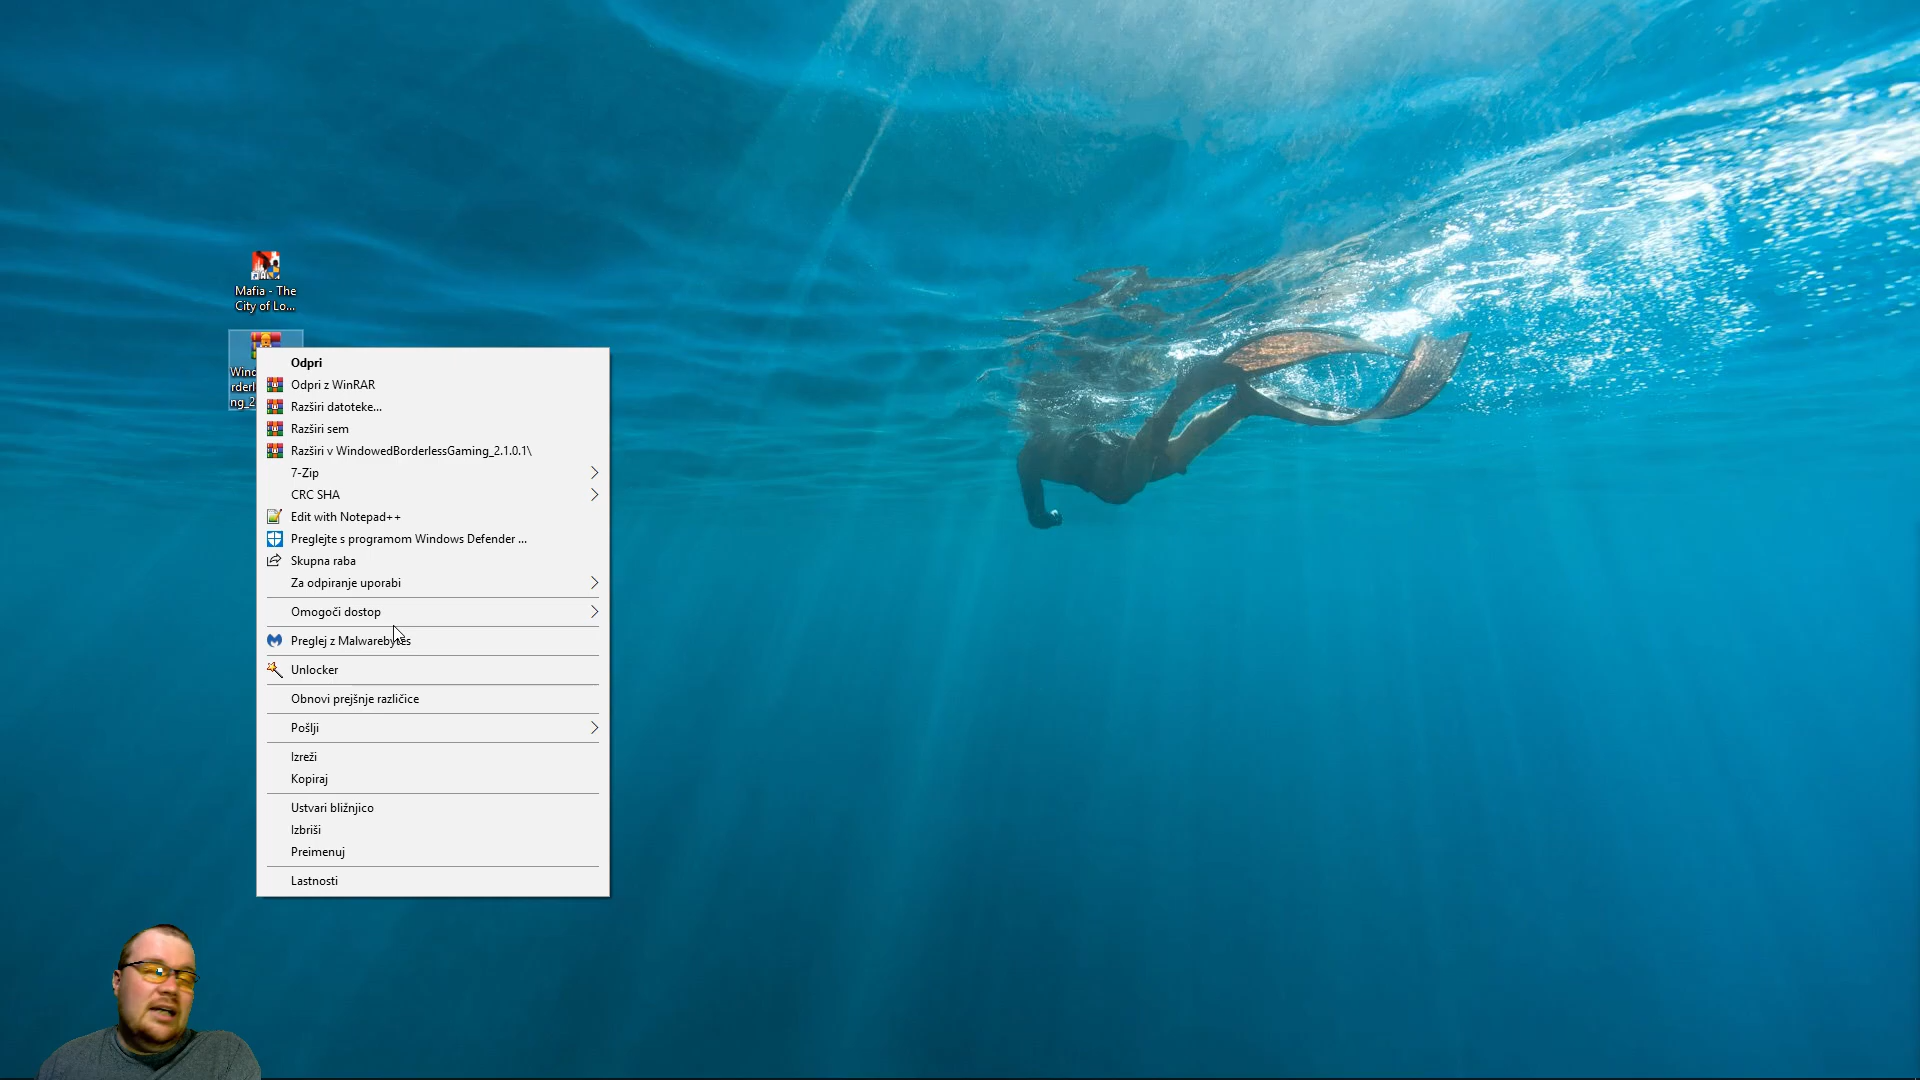 Mafia - The
City of Lo...
Wind
rderl
ng_2
Odpri
Odpri z WinRAR
Razširi datoteke...
Razširi sem
Razširi v WindowedBorderlessGaming_2.1.0.1\
7-Zip
CRC SHA
Edit with Notepad++
Preglejte s programom Windows Defender ...
Skupna raba
Za odpiranje uporabi
Omogoči dostop
Preglej z Malwarebytes
Unlocker
Obnovi prejšnje različice
Pošlji
Izreži
Kopiraj
Ustvari bližnjico
Izbriši
Preimenuj
Lastnosti